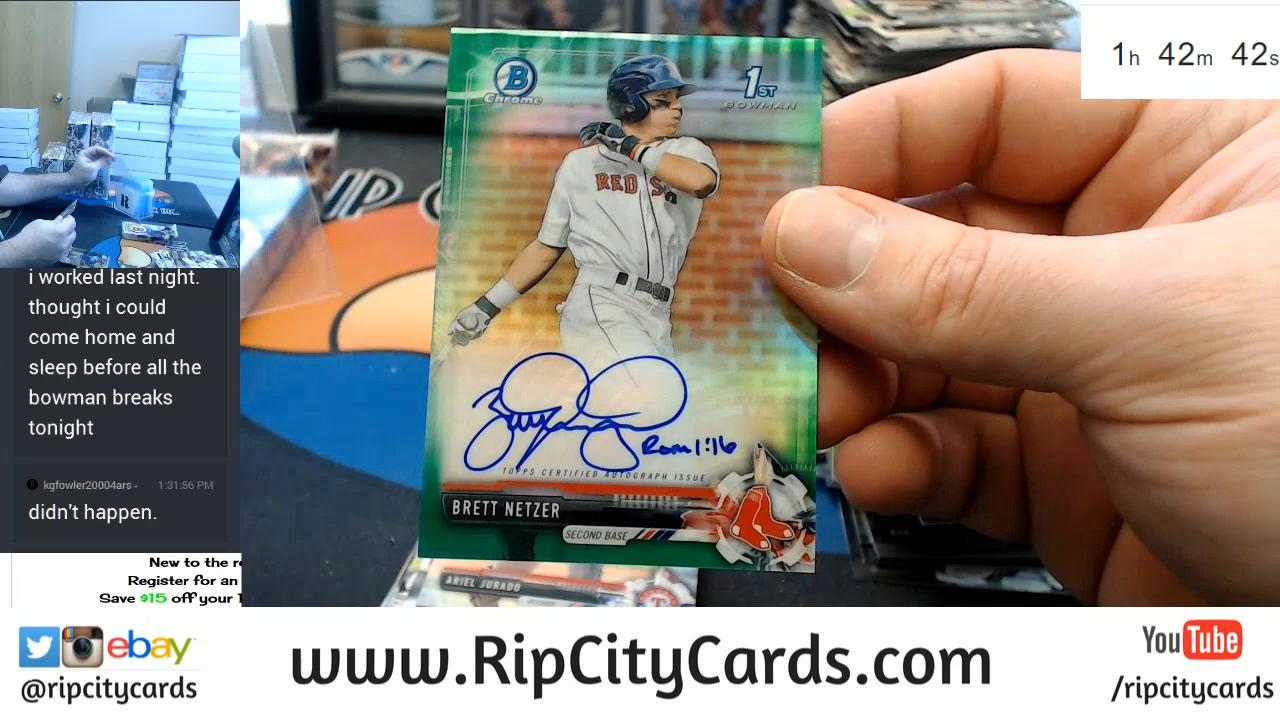 1h 42m 42s
i worked last night.
thought i could
come home and
sleep before all the
bowman breaks
tonight
kgfowler20004ars
1:31:56 PM
didn't happen.
New to the r
Register for an
Save $15 off your
B
Chrome
1ST
BOWMAN
RED S
Rom 1:16
TOPPS CERTIFIED AUTOGRAPH ISSUE
BRETT NETZER
SECOND BASE
ARIEL JURADO
IP C
ebay
@ripcitycards
www.RipCityCards.com
YouTube
/ripcitycards